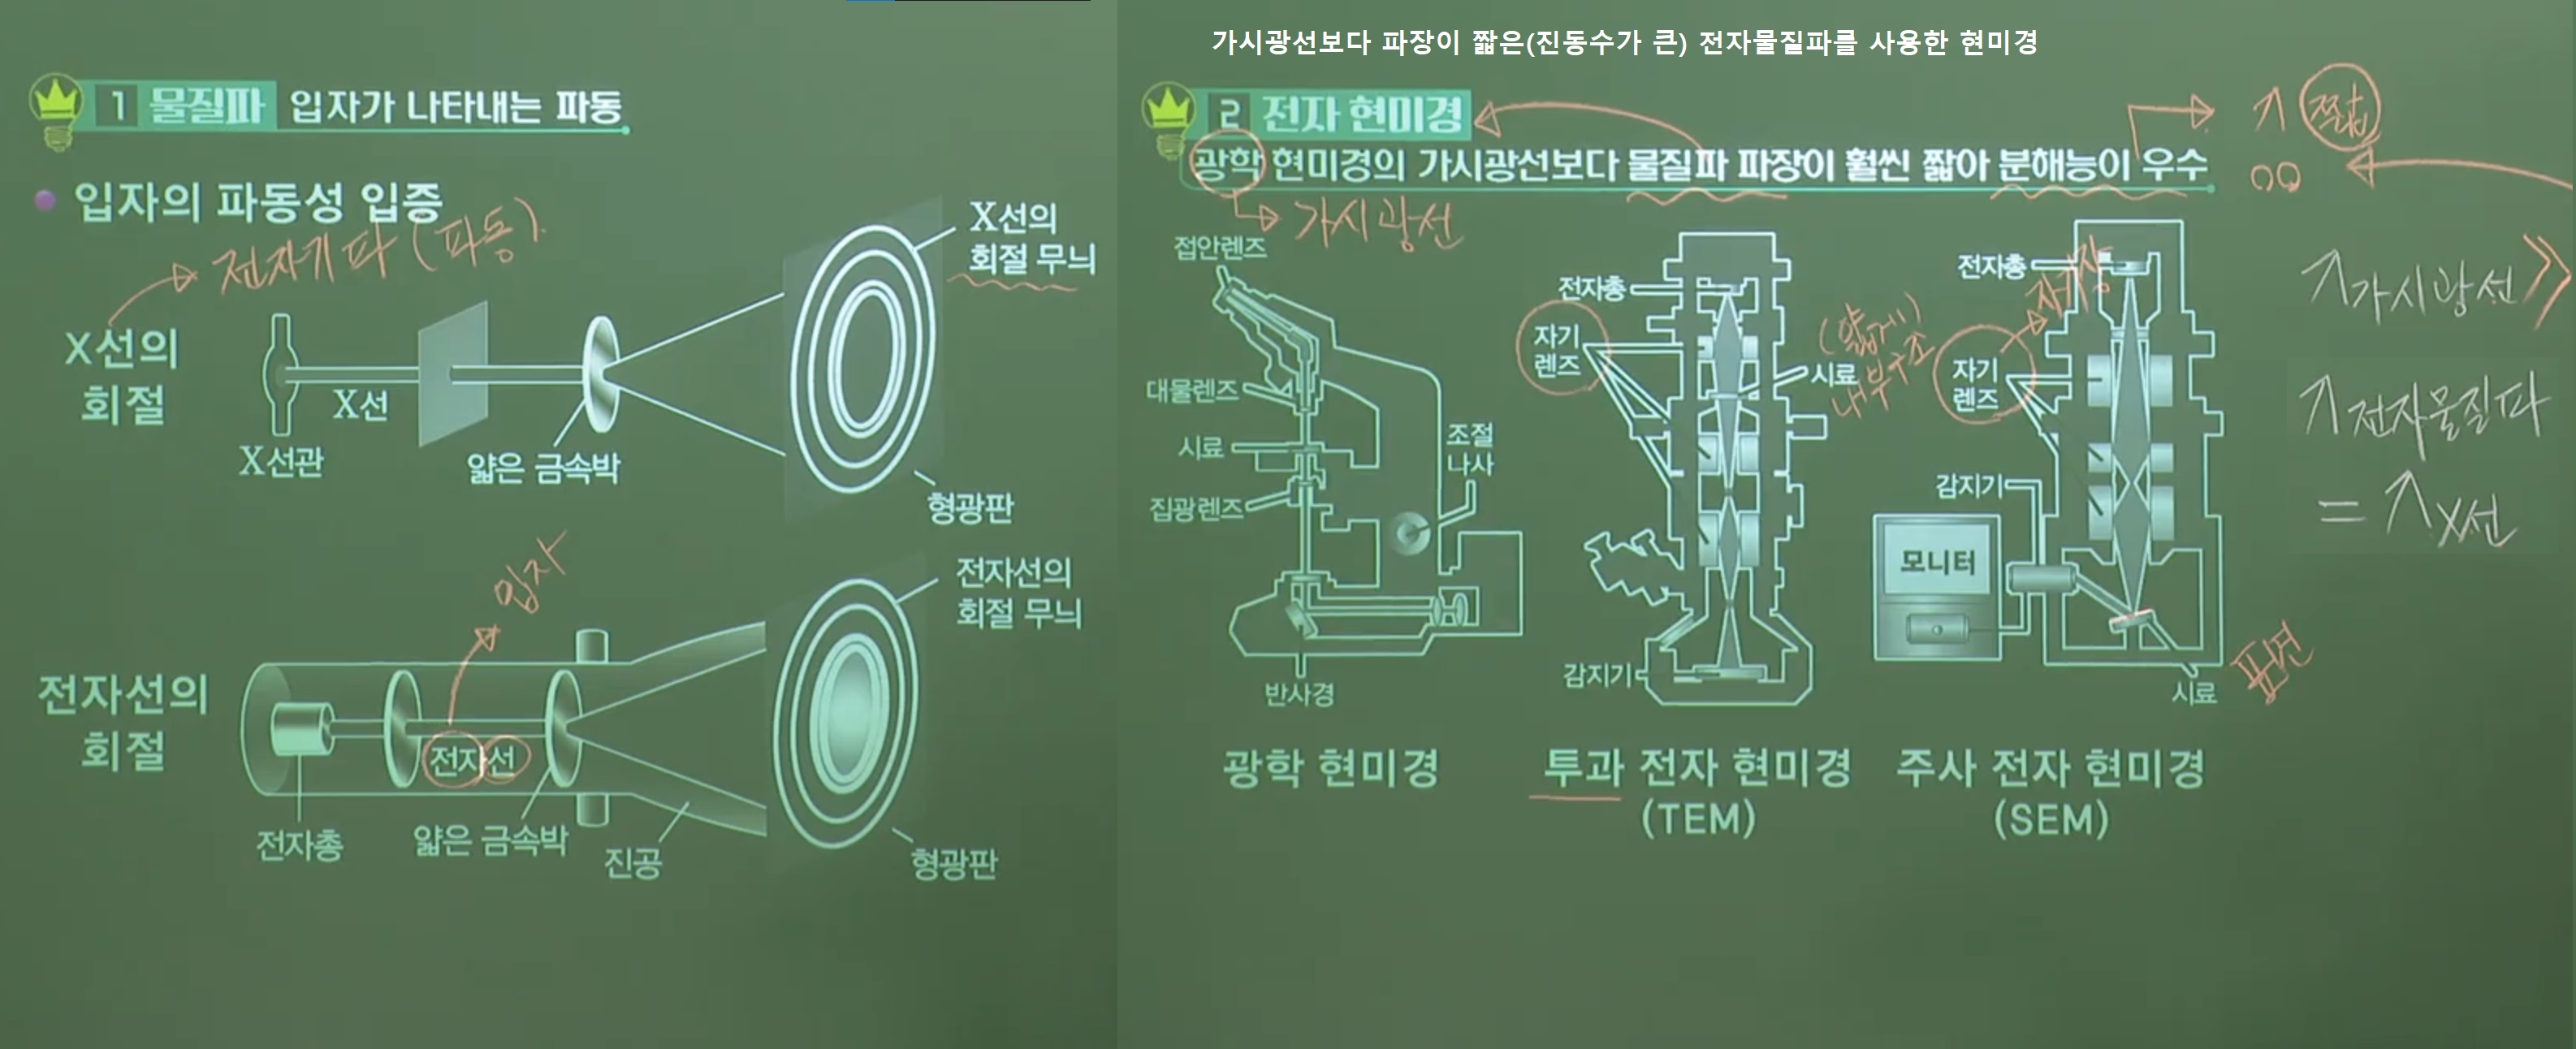 1 물질파 입자가 나타내는 파동
입자의 파동성 입증
전자기파 (파동)
X선의
회절
X선관
X선
얇은 금속박
X선의
회절 무늬
형광판
입자
전자선의
회절
전자총
전자선
얇은 금속박
진공
전자선의
회절 무늬
형광판
가시광선보다 파장이 짧은(진동수가 큰) 전자물질파를 사용한 현미경
2 전자 현미경
광학 현미경의 가시광선보다 물질파 파장이 훨씬 짧아 분해능이 우수
가시광선
짧
접안렌즈
대물렌즈
시료
집광렌즈
조절
나사
반사경
광학 현미경
전자총
자기
렌즈
시료
(얇게)
내부구조
감지기
투과 전자 현미경
(TEM)
전자총
자기장
자기
렌즈
감지기
모니터
시료
표면
주사 전자 현미경
(SEM)
가시광선 >>
전자물질파
= X선